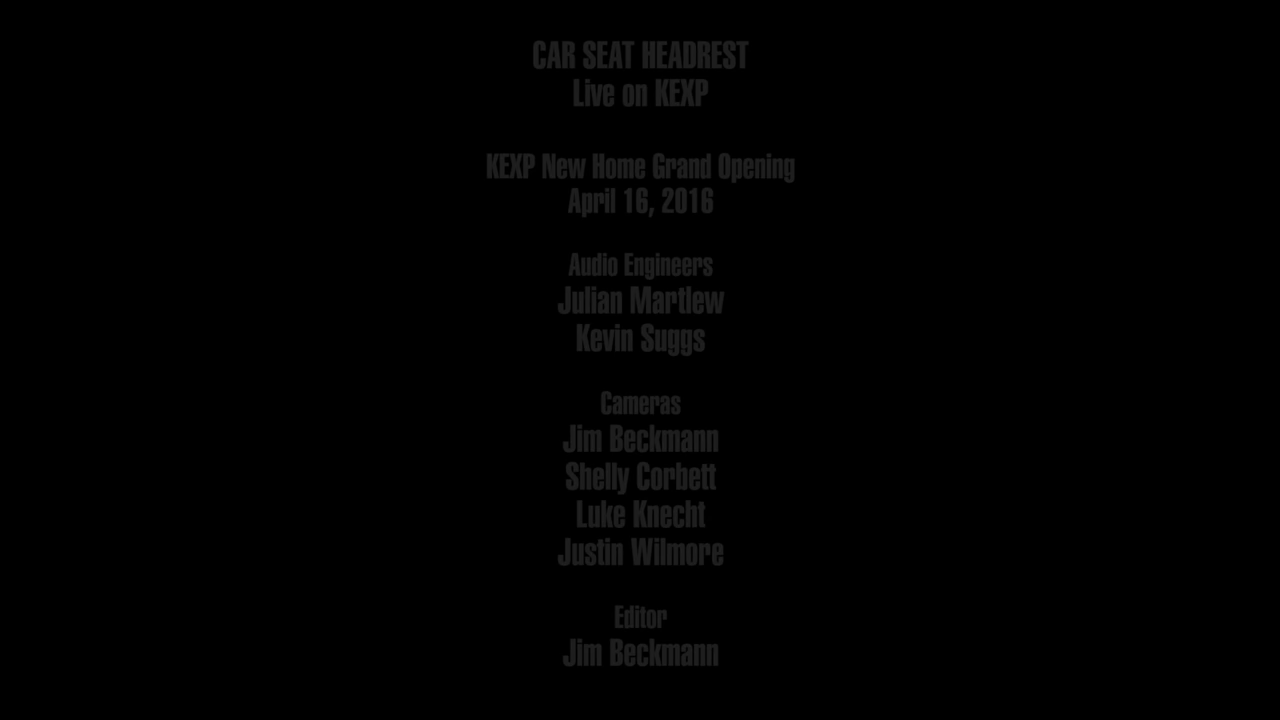 CAR SEAT HEADREST
Live on KEXP
KEXP New Home Grand Opening
April 16, 2016
Audio Engineers
Julian Martlew
Kevin Suggs
Cameras
Jim Beckmann
Shelly Corbett
Luke Knecht
Justin Wilmore
Editor
Jim Beckmann